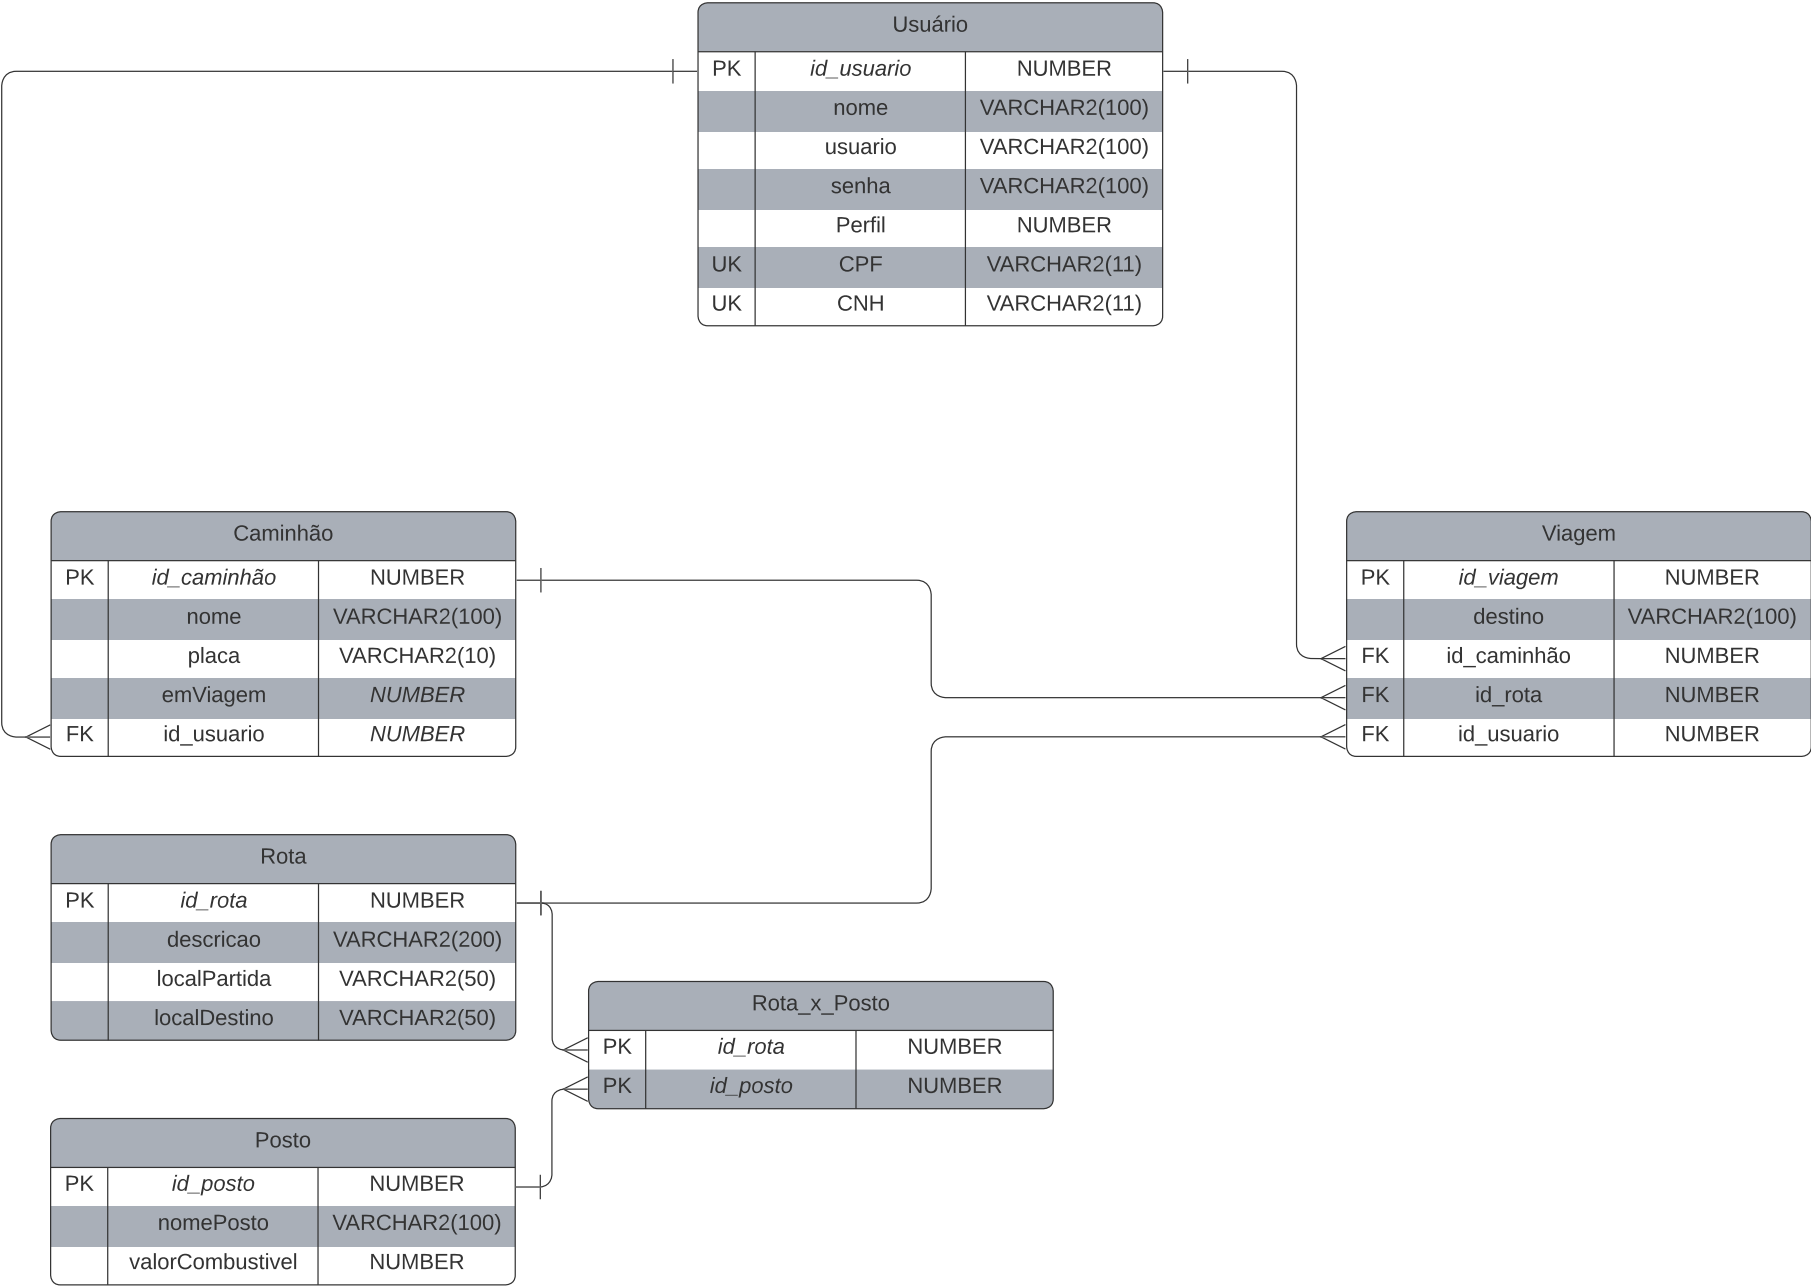 Usuário
PK id_usuario NUMBER
nome VARCHAR2(100)
usuario VARCHAR2(100)
senha VARCHAR2(100)
Perfil NUMBER
UK CPF VARCHAR2(11)
UK CNH VARCHAR2(11)
Caminhão
PK id_caminhão NUMBER
nome VARCHAR2(100)
placa VARCHAR2(10)
emViagem NUMBER
FK id_usuario NUMBER
Viagem
PK id_viagem NUMBER
destino VARCHAR2(100)
FK id_caminhão NUMBER
FK id_rota NUMBER
FK id_usuario NUMBER
Rota
PK id_rota NUMBER
descricao VARCHAR2(200)
localPartida VARCHAR2(50)
localDestino VARCHAR2(50)
Rota_x_Posto
PK id_rota NUMBER
PK id_posto NUMBER
Posto
PK id_posto NUMBER
nomePosto VARCHAR2(100)
valorCombustivel NUMBER